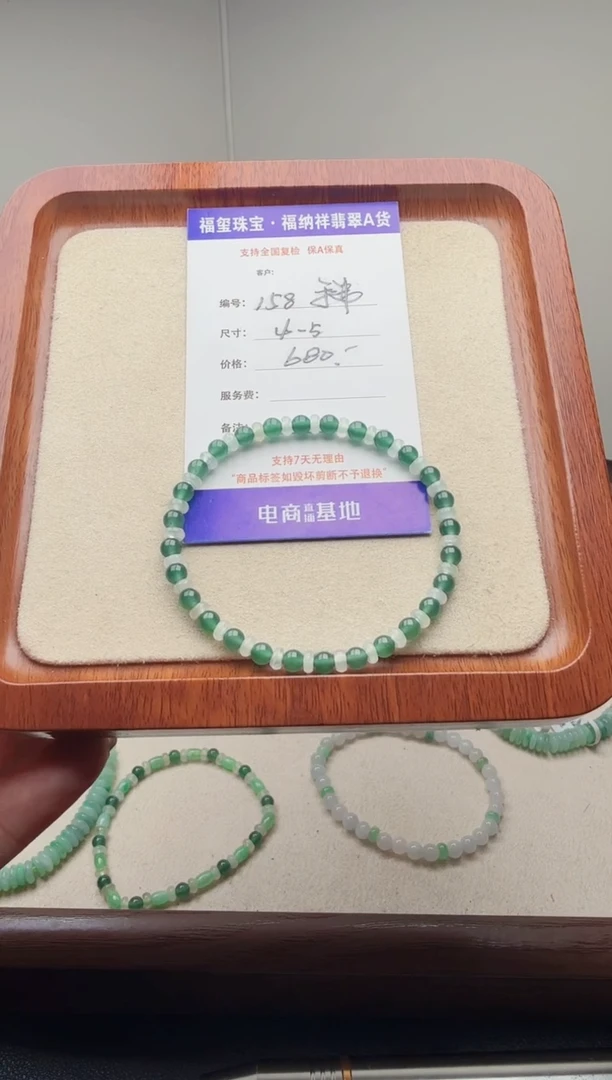 福玺珠宝·福纳祥翡翠A货
支持全国复检 保A保真
客户:
编号: 158
尺寸: 4-5
价格: 680.-
服务费:
备注:
支持7天无理由
"商品标签如毁坏剪断不予退换"
电商直播基地